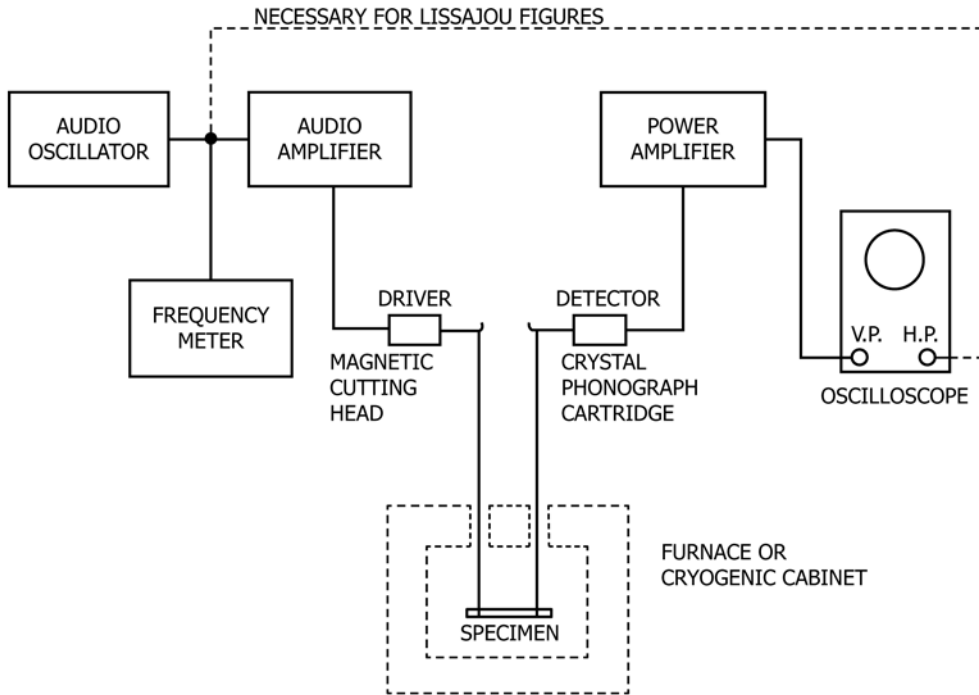 NECESSARY FOR LISSAJOU FIGURES
AUDIO
OSCILLATOR
AUDIO
AMPLIFIER
POWER
AMPLIFIER
FREQUENCY
METER
DRIVER
MAGNETIC
CUTTING
HEAD
DETECTOR
CRYSTAL
PHONOGRAPH
CARTRIDGE
V.P. H.P.
OSCILLOSCOPE
FURNACE OR
CRYOGENIC CABINET
SPECIMEN